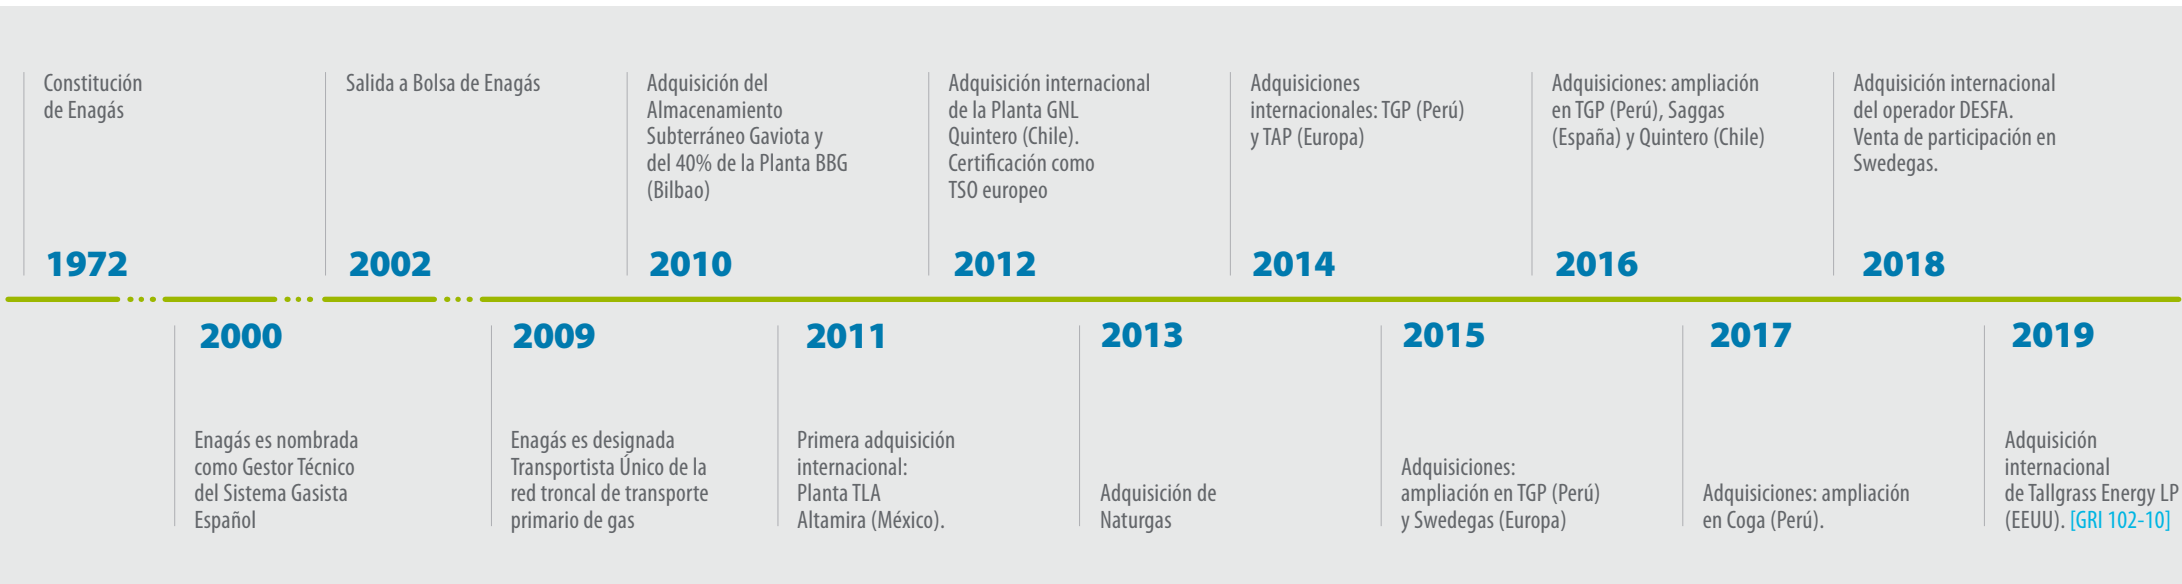 Constitución
de Enagás
1972
Salida a Bolsa de Enagás
2002
Adquisición del
Almacenamiento
Subterráneo Gaviota y
del 40% de la Planta BBG
(Bilbao)
2010
Adquisición internacional
de la Planta GNL
Quintero (Chile).
Certificación como
TSO europeo
2012
Adquisiciones
internacionales: TGP (Perú)
y TAP (Europa)
2014
Adquisiciones: ampliación
en TGP (Perú), Saggas
(España) y Quintero (Chile)
2016
Adquisición internacional
del operador DESFA.
Venta de participación en
Swedegas.
2018
2000
Enagás es nombrada
como Gestor Técnico
del Sistema Gasista
Español
2009
Enagás es designada
Transportista Único de la
red troncal de transporte
primario de gas
2011
Primera adquisición
internacional:
Planta TLA
Altamira (México).
2013
Adquisición de
Naturgas
2015
Adquisiciones:
ampliación en TGP (Perú)
y Swedegas (Europa)
2017
Adquisiciones: ampliación
en Coga (Perú).
2019
Adquisición
internacional
de Tallgrass Energy LP
(EEUU). [GRI 102-10]